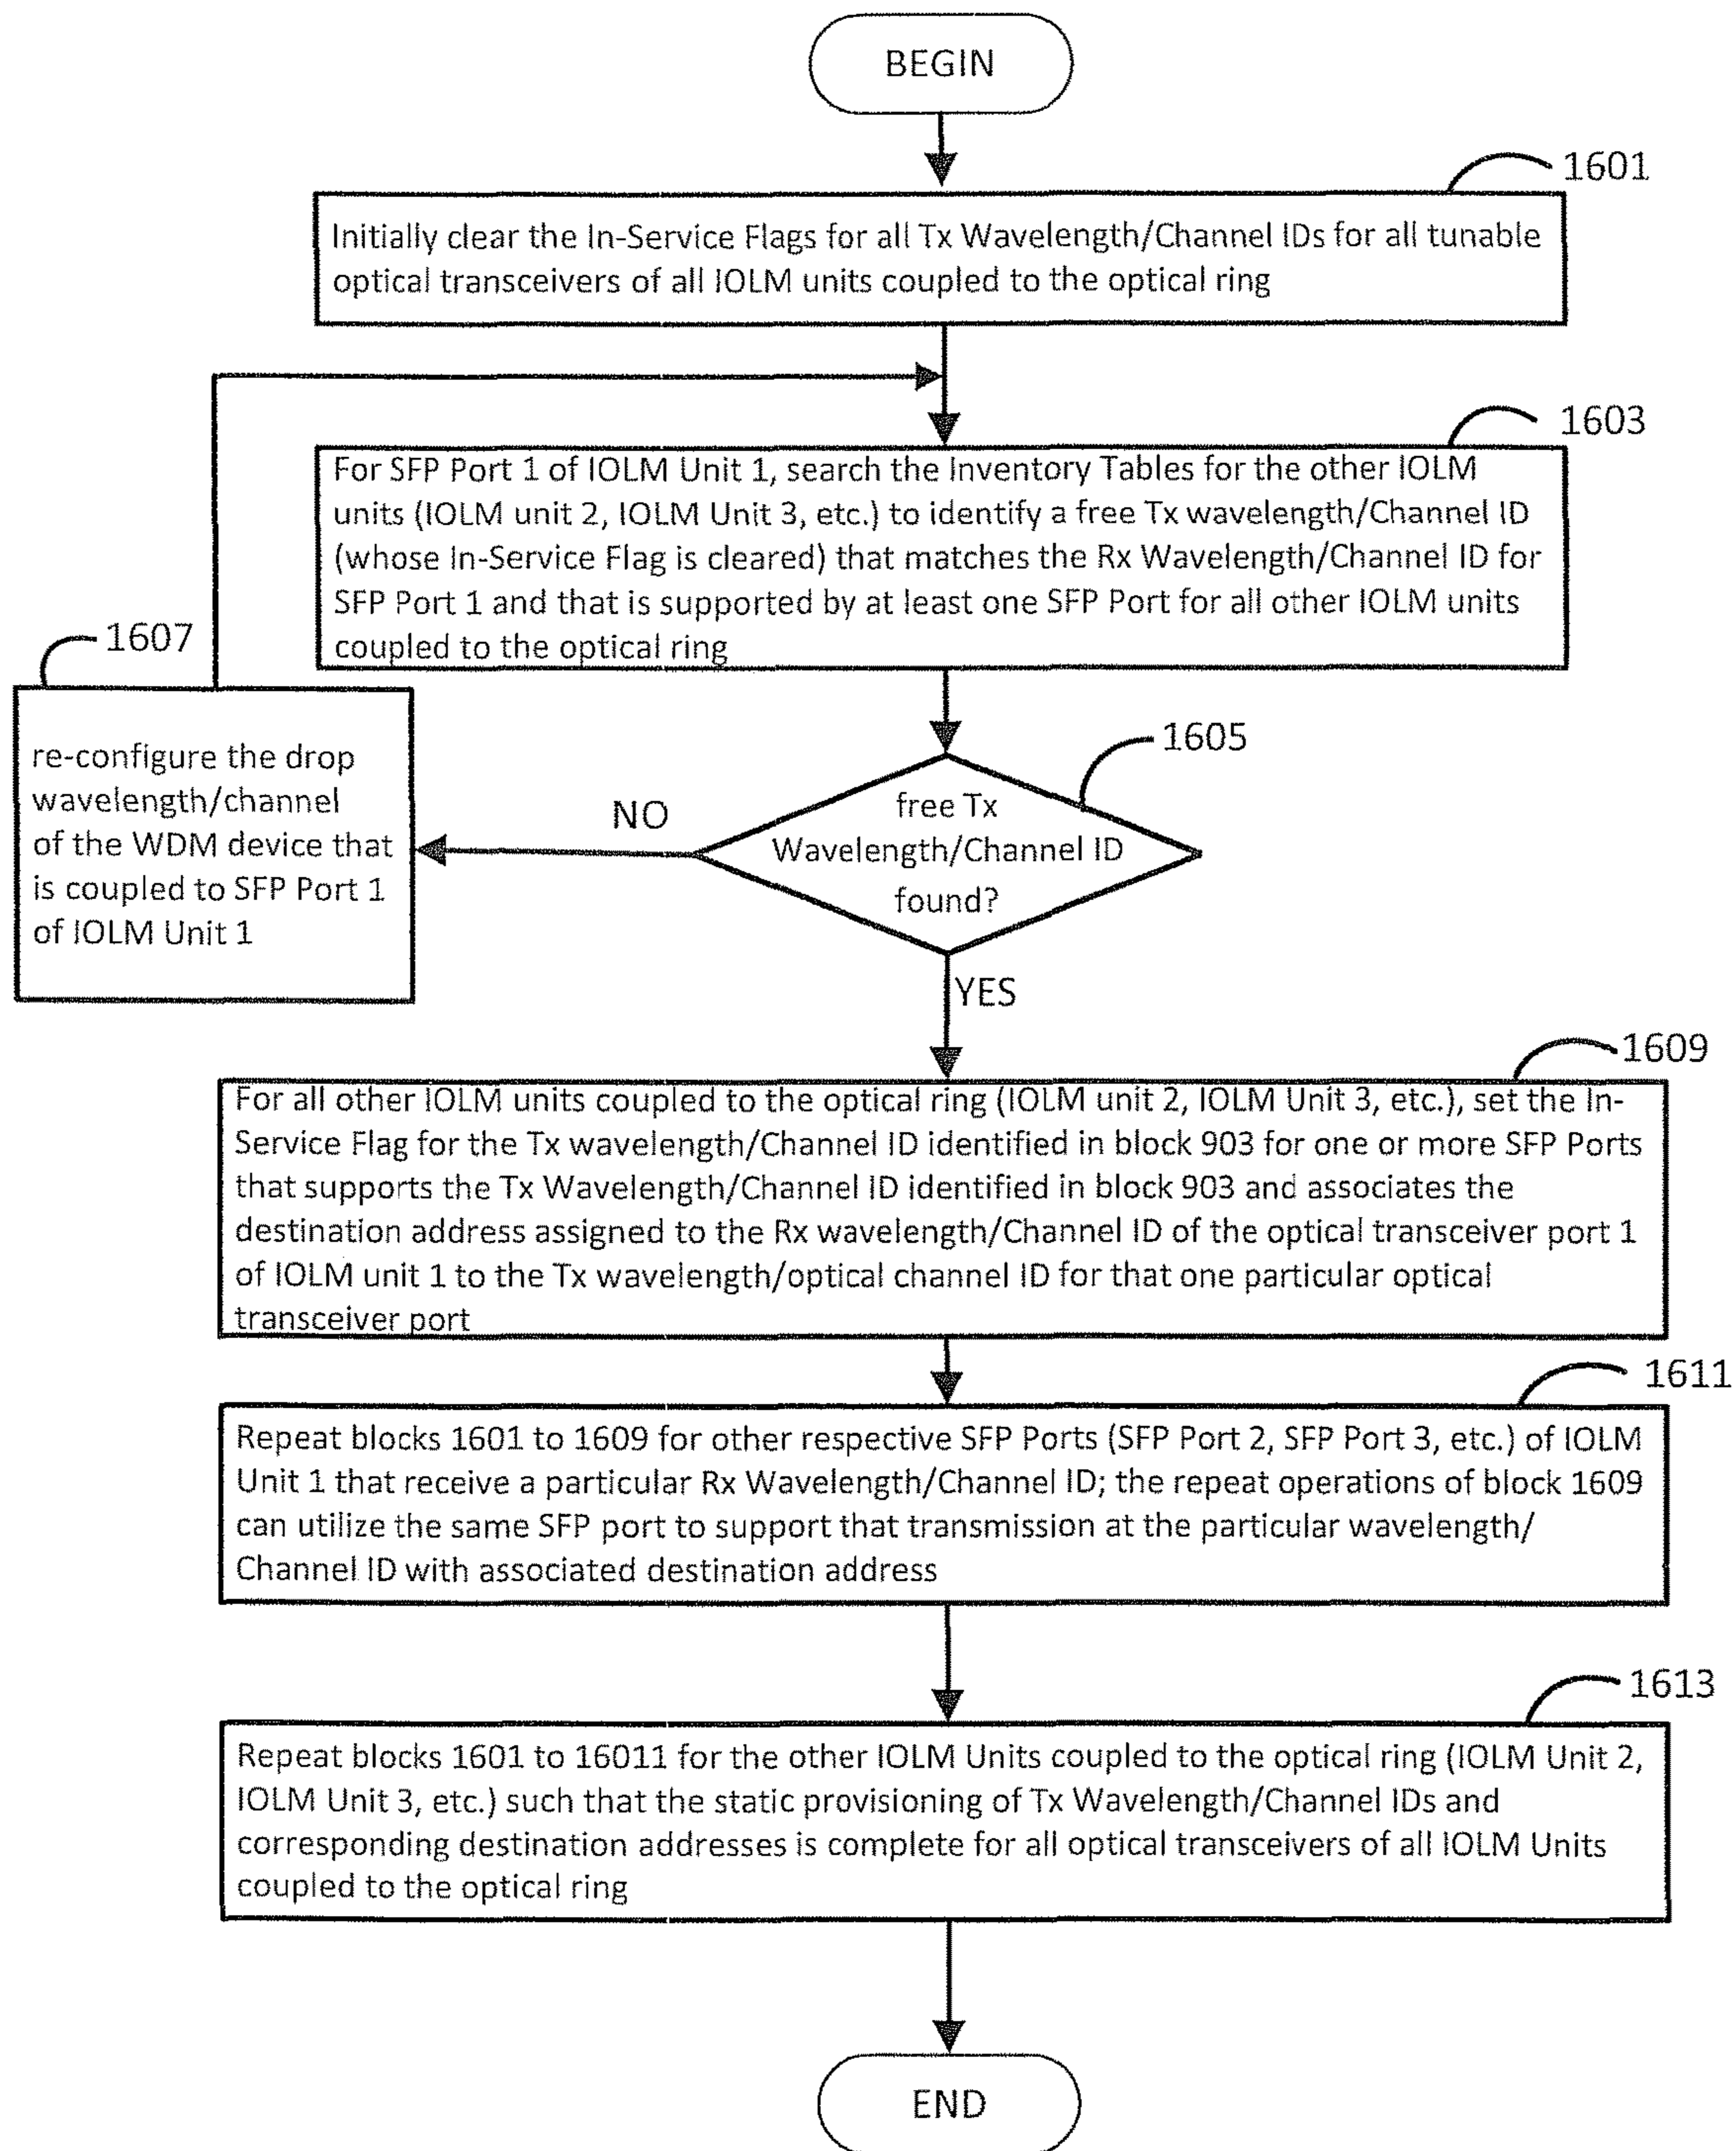 BEGIN
1601
Initially clear the In-Service Flags for all Tx Wavelength/Channel IDs for all tunable
optical transceivers of all IOLM units coupled to the optical ring
1603
For SFP Port 1 of IOLM Unit 1, search the Inventory Tables for the other IOLM
units (IOLM unit 2, IOLM Unit 3, etc.) to identify a free Tx wavelength/Channel ID
(whose In-Service Flag is cleared) that matches the Rx Wavelength/Channel ID for
SFP Port 1 and that is supported by at least one SFP Port for all other IOLM units
coupled to the optical ring
1605
free Tx
Wavelength/Channel ID
found?
NO
1607
re-configure the drop
wavelength/channel
of the WDM device that
is coupled to SFP Port 1
of IOLM Unit 1
YES
1609
For all other IOLM units coupled to the optical ring (IOLM unit 2, IOLM Unit 3, etc.), set the In-
Service Flag for the Tx wavelength/Channel ID identified in block 903 for one or more SFP Ports
that supports the Tx Wavelength/Channel ID identified in block 903 and associates the
destination address assigned to the Rx wavelength/Channel ID of the optical transceiver port 1
of IOLM unit 1 to the Tx wavelength/optical channel ID for that one particular optical
transceiver port
1611
Repeat blocks 1601 to 1609 for other respective SFP Ports (SFP Port 2, SFP Port 3, etc.) of IOLM
Unit 1 that receive a particular Rx Wavelength/Channel ID; the repeat operations of block 1609
can utilize the same SFP port to support that transmission at the particular wavelength/
Channel ID with associated destination address
1613
Repeat blocks 1601 to 16011 for the other IOLM Units coupled to the optical ring (IOLM Unit 2,
IOLM Unit 3, etc.) such that the static provisioning of Tx Wavelength/Channel IDs and
corresponding destination addresses is complete for all optical transceivers of all IOLM Units
coupled to the optical ring
END